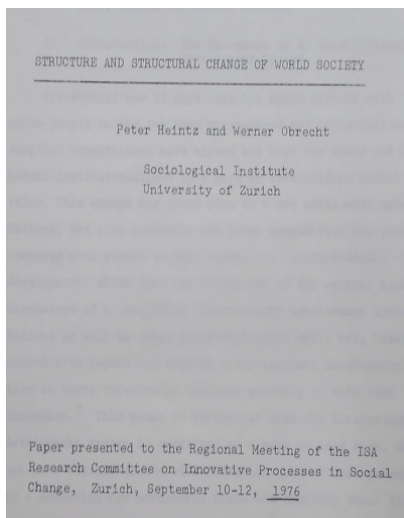 STRUCTURE AND STRUCTURAL CHANGE OF WORLD SOCIETY
Peter Heintz and Werner Obrecht
Sociological Institute
University of Zurich
Paper presented to the Regional Meeting of the ISA
Research Committee on Innovative Processes in Social
Change, Zurich, September 10-12, 1976